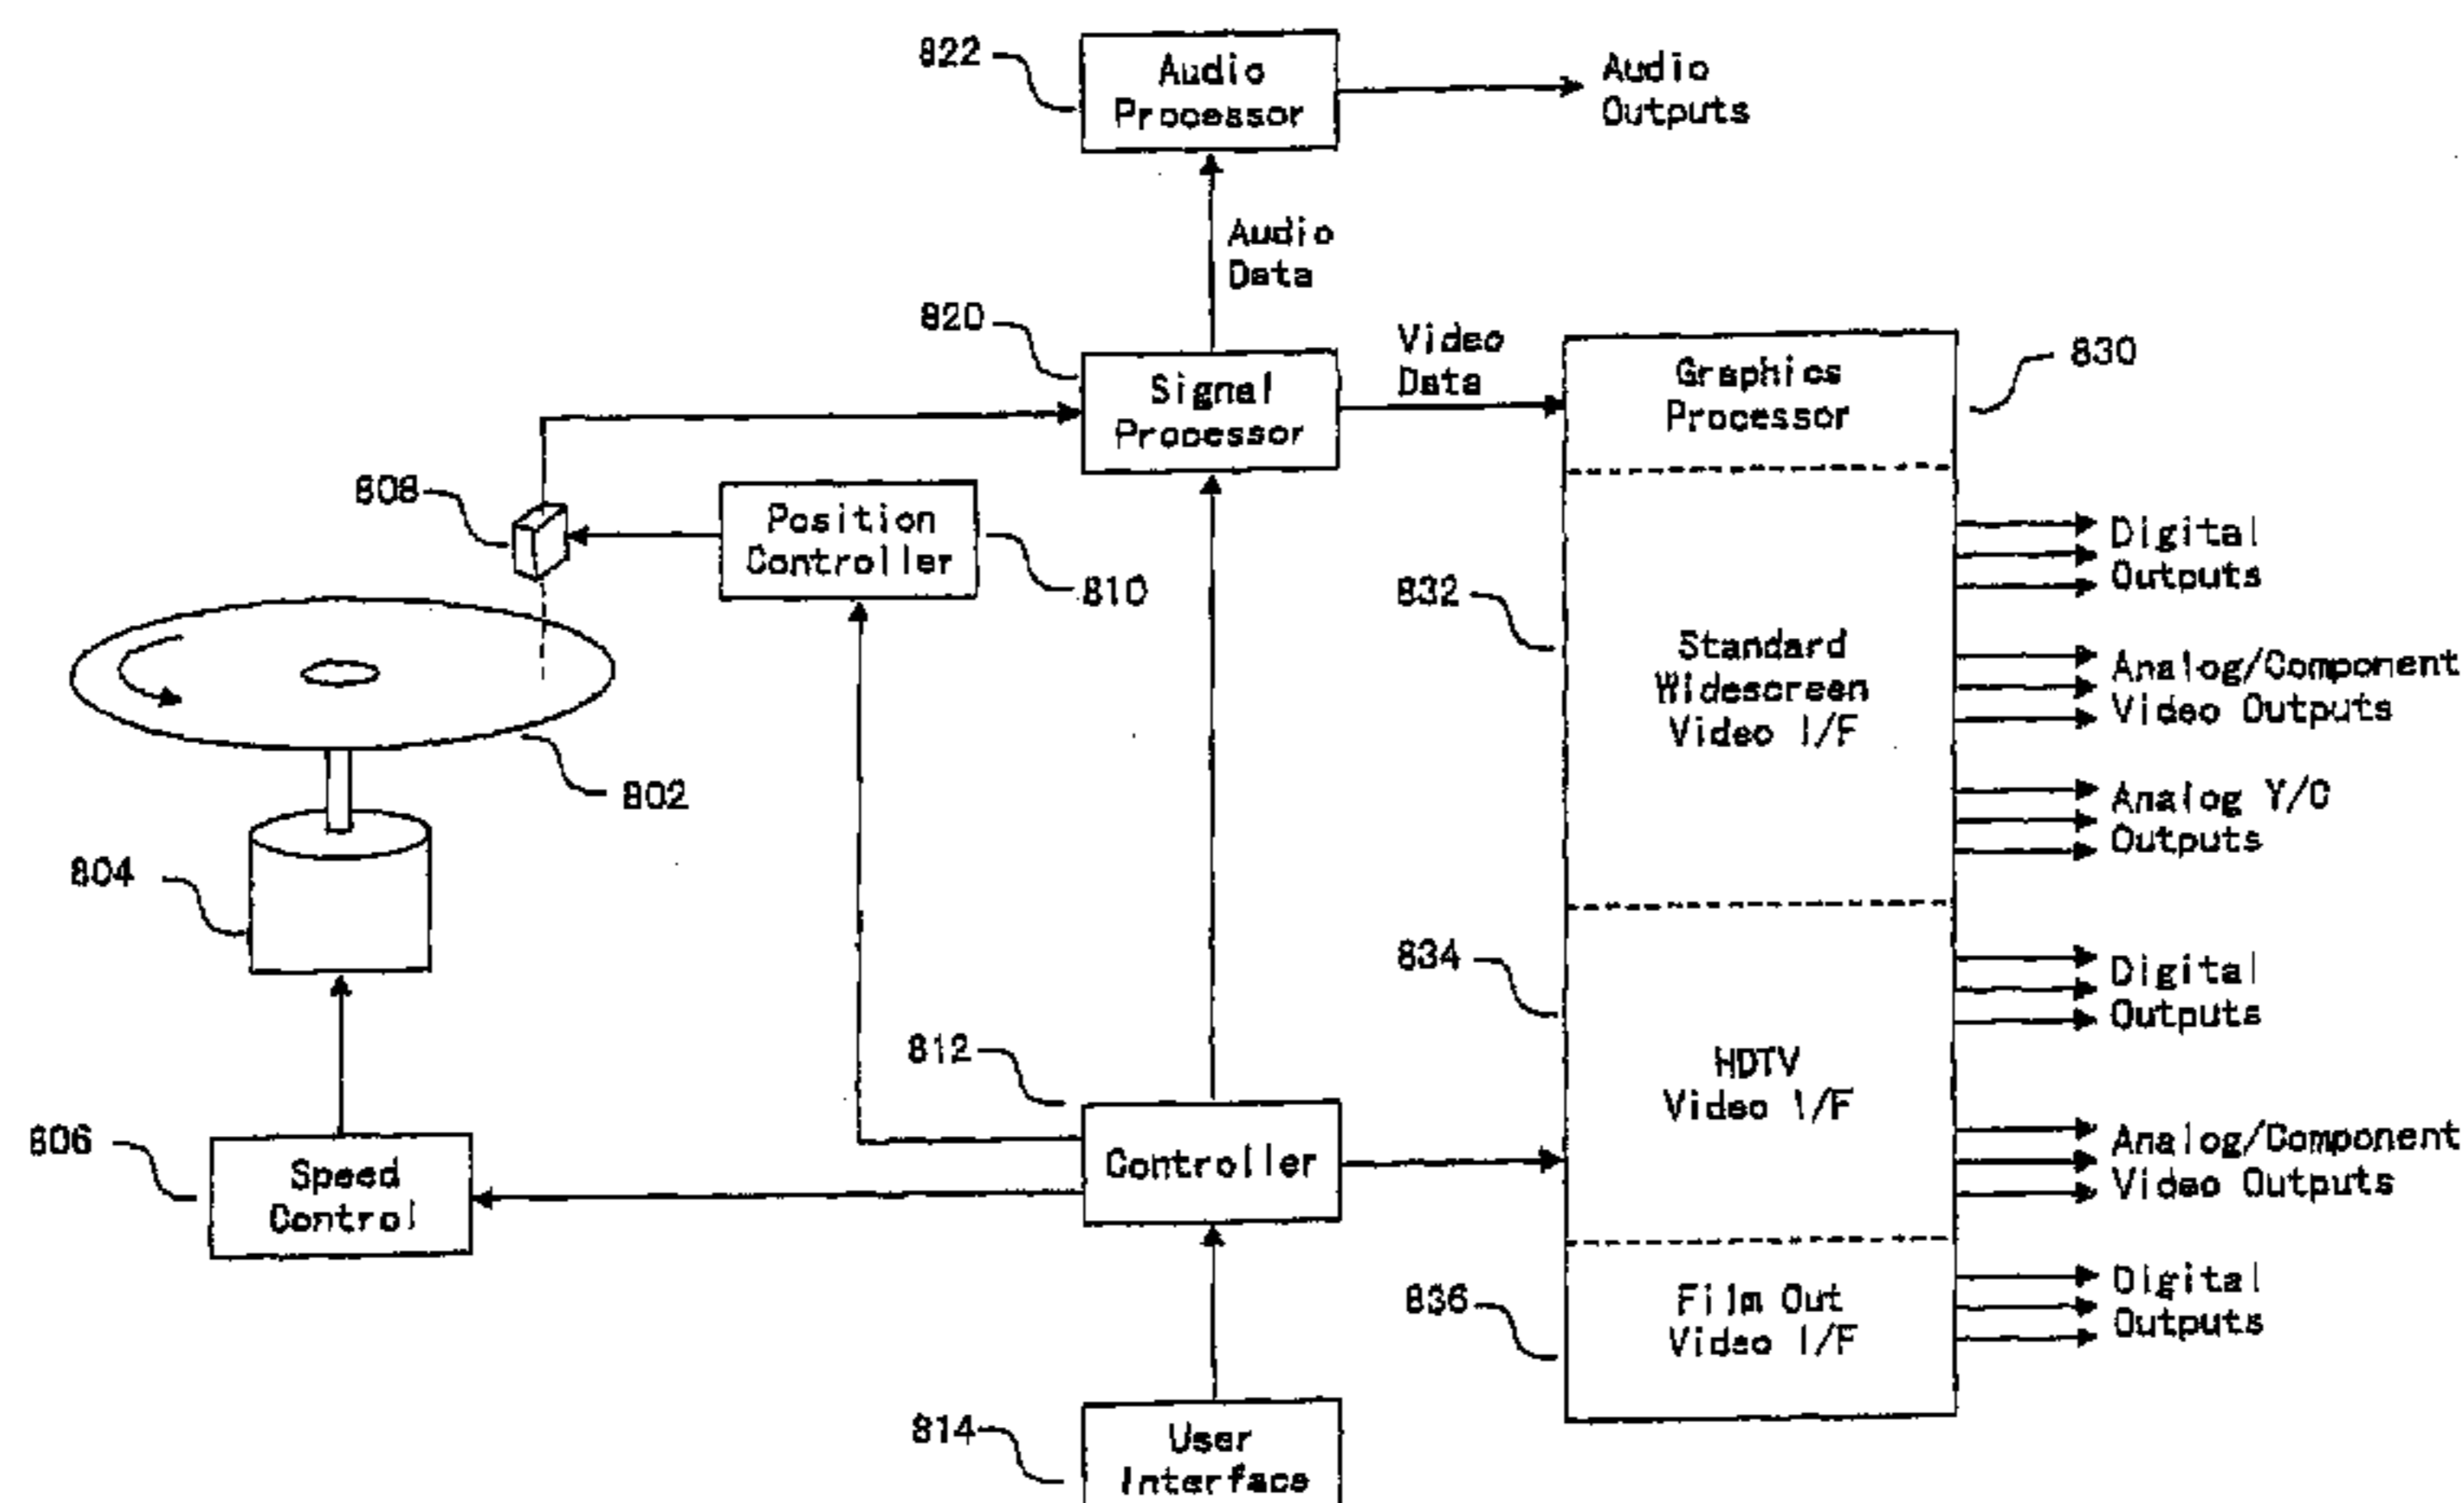 822
Audio
Processor
Audio
Outputs
Audio
Data
820
Signal
Processor
Video
Data
Graphics
Processor
830
808
Position
Controller
810
802
804
806
Speed
Control
812
Controller
814
User
Interface
832
Standard
Widescreen
Video I/F
Digital
Outputs
Analog/Component
Video Outputs
Analog Y/C
Outputs
834
HDTV
Video I/F
Digital
Outputs
Analog/Component
Video Outputs
836
Film Out
Video I/F
Digital
Outputs